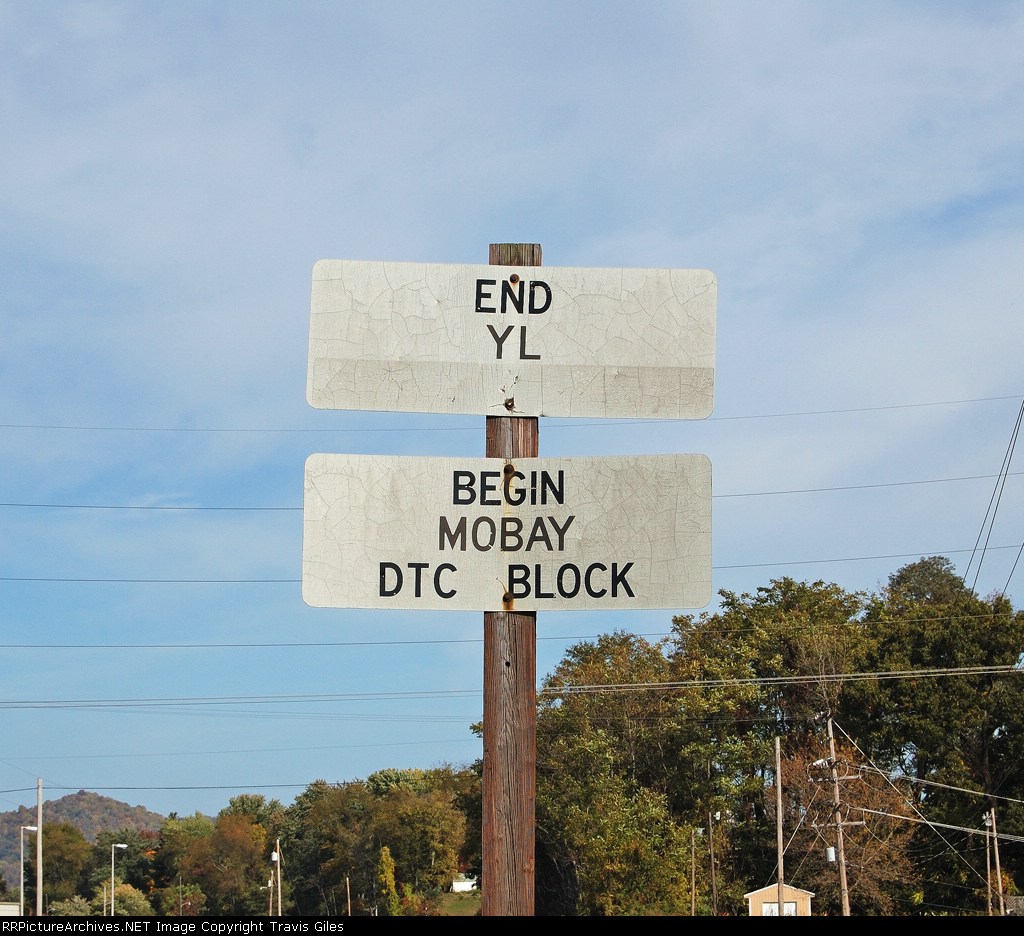 END
YL
BEGIN
MOBAY
DTC BLOCK
RRPictureArchives.NET Image Copyright Travis Giles